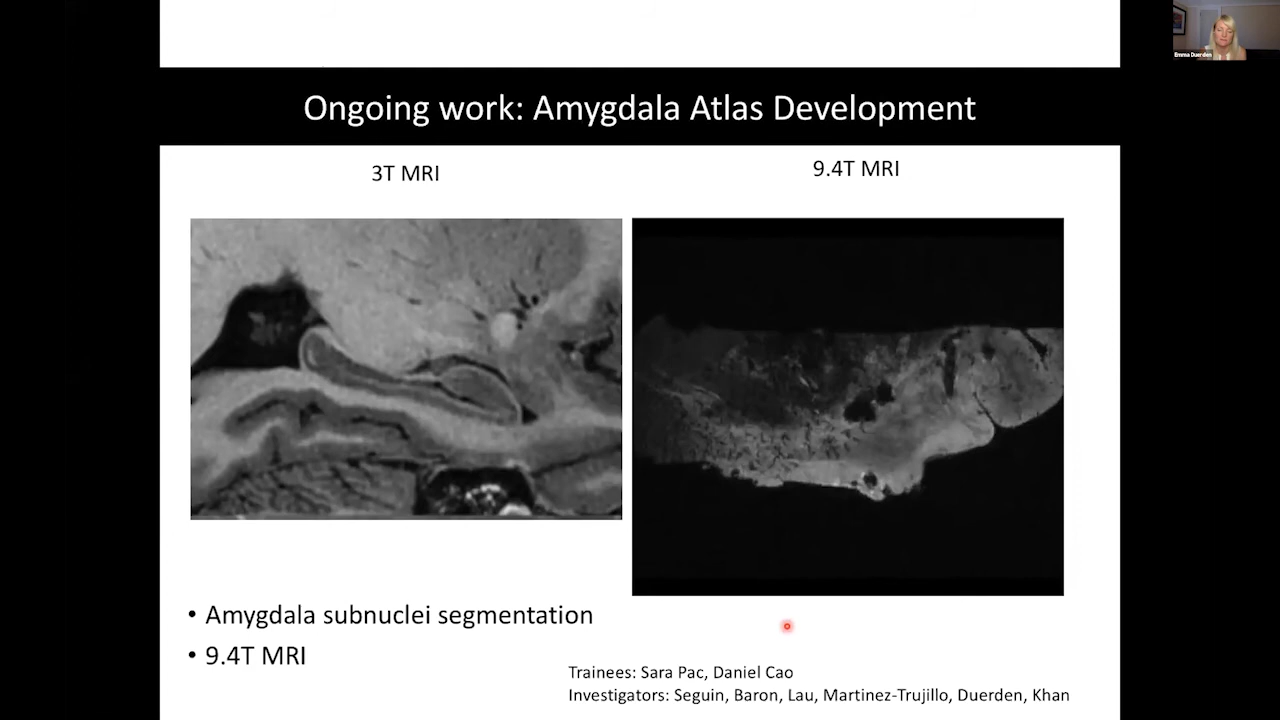 Emma Duerden
Ongoing work: Amygdala Atlas Development
3T MRI
9.4T MRI
• Amygdala subnuclei segmentation
• 9.4T MRI
Trainees: Sara Pac, Daniel Cao
Investigators: Seguin, Baron, Lau, Martinez-Trujillo, Duerden, Khan